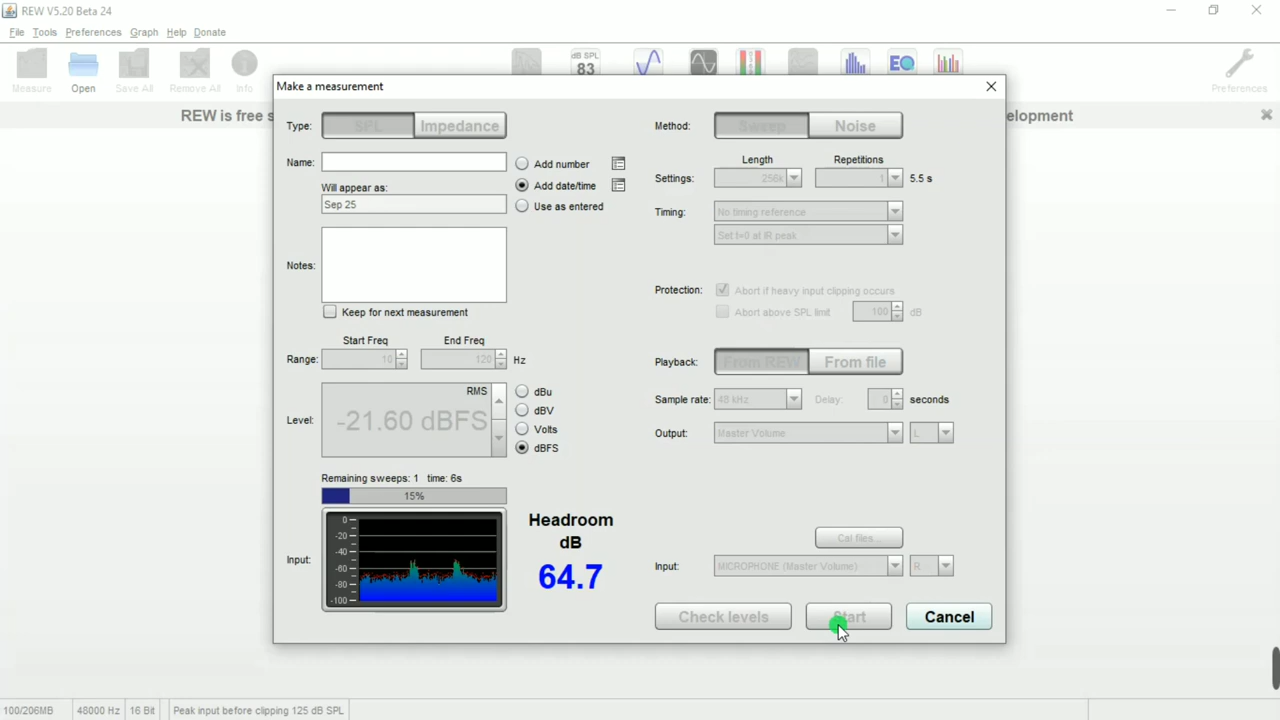 REW V5.20 Beta 24
File Tools Preferences Graph Help Donate
dB SPL
83
EQ
Measure Open Save All Remove All Info Preferences
REW is free s
elopment
Make a measurement
Type: SPL Impedance
Method: Sweep Noise
Name:
Add number
Length Repetitions
Settings: 256k 1 5.5 s
Will appear as:
Add date/time
Sep 25
Use as entered
Timing: No timing reference
Set t=0 at IR peak
Notes:
Protection: Abort if heavy input clipping occurs
Keep for next measurement
Abort above SPL limit 100 dB
Start Freq End Freq
Range: 10 120 Hz
Playback: From REW From file
RMS
Level: -21.60 dBFS
dBu
dBV
Volts
dBFS
Sample rate: 48 kHz Delay: 0 seconds
Output: Master Volume L
Remaining sweeps: 1 time: 6s
15%
Input:
0
-20
-40
-60
-80
-100
Headroom
dB
64.7
Cal files...
Input: MICROPHONE (Master Volume) R
Check levels Start Cancel
100/206MB 48000 Hz 16 Bit Peak input before clipping 125 dB SPL